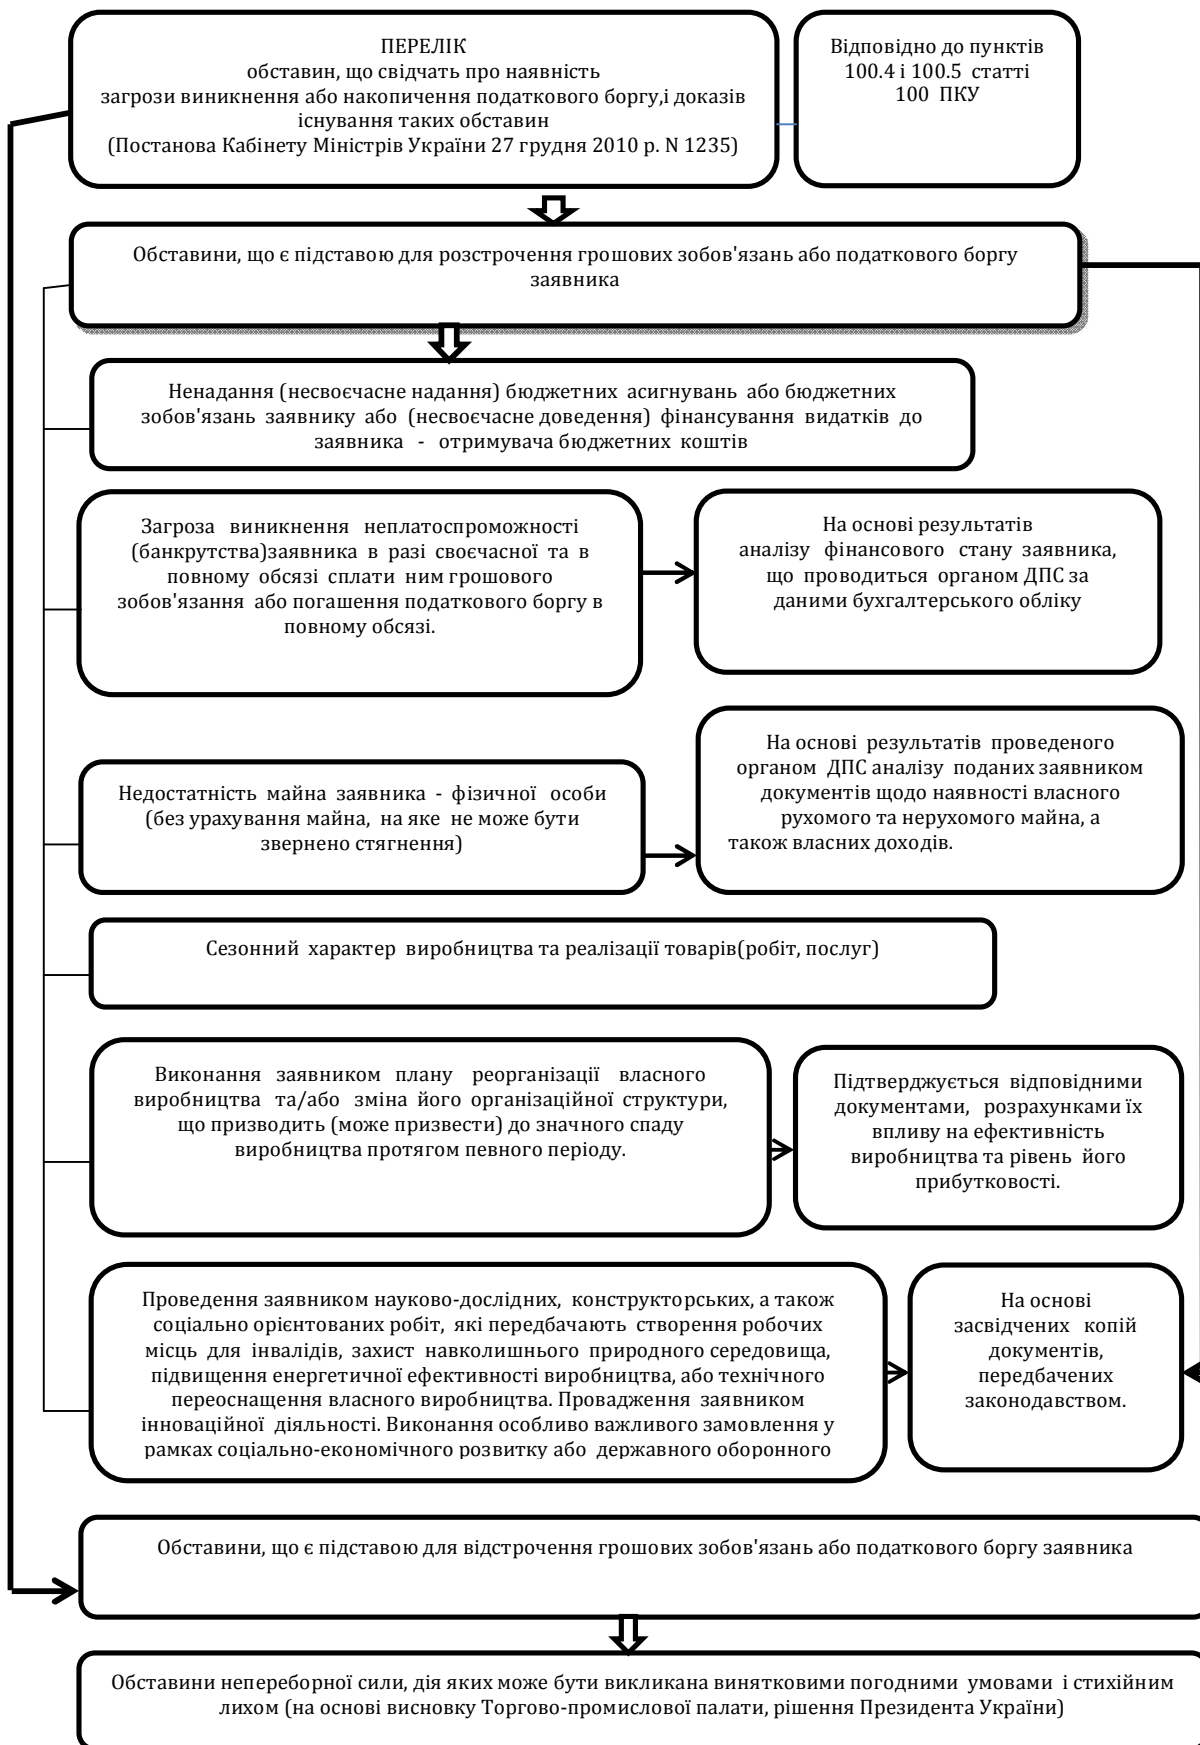 ПЕРЕЛІК
обставин, що свідчать про наявність
загрози виникнення або накопичення податкового боргу,і доказів
існування таких обставин
(Постанова Кабінету Міністрів України 27 грудня 2010 р. N 1235)
Відповідно до пунктів
100.4 і 100.5 статті
100 ПКУ
Обставини, що є підставою для розстрочення грошових зобов'язань або податкового боргу
заявника
Ненадання (несвоєчасне надання) бюджетних асигнувань або бюджетних
зобов'язань заявнику або (несвоєчасне доведення) фінансування видатків до
заявника - отримувача бюджетних коштів
Загроза виникнення неплатоспроможності
(банкрутства)заявника в разі своєчасної та в
повному обсязі сплати ним грошового
зобов'язання або погашення податкового боргу в
повному обсязі.
На основі результатів
аналізу фінансового стану заявника,
що проводиться органом ДПС за
даними бухгалтерського обліку
Недостатність майна заявника - фізичної особи
(без урахування майна, на яке не може бути
звернено стягнення)
На основі результатів проведеного
органом ДПС аналізу поданих заявником
документів щодо наявності власного
рухомого та нерухомого майна, а
також власних доходів.
Сезонний характер виробництва та реалізації товарів(робіт, послуг)
Виконання заявником плану реорганізації власного
виробництва та/або зміна його організаційної структури,
що призводить (може призвести) до значного спаду
виробництва протягом певного періоду.
Підтверджується відповідними
документами, розрахунками їх
впливу на ефективність
виробництва та рівень його
прибутковості.
Проведення заявником науково-дослідних, конструкторських, а також
соціально орієнтованих робіт, які передбачають створення робочих
місць для інвалідів, захист навколишнього природного середовища,
підвищення енергетичної ефективності виробництва, або технічного
переоснащення власного виробництва. Провадження заявником
інноваційної діяльності. Виконання особливо важливого замовлення у
рамках соціально-економічного розвитку або державного оборонного
На основі
засвідчених копій
документів,
передбачених
законодавством.
Обставини, що є підставою для відстрочення грошових зобов'язань або податкового боргу заявника
Обставини непереборної сили, дія яких може бути викликана винятковими погодними умовами і стихійним
лихом (на основі висновку Торгово-промислової палати, рішення Президента України)